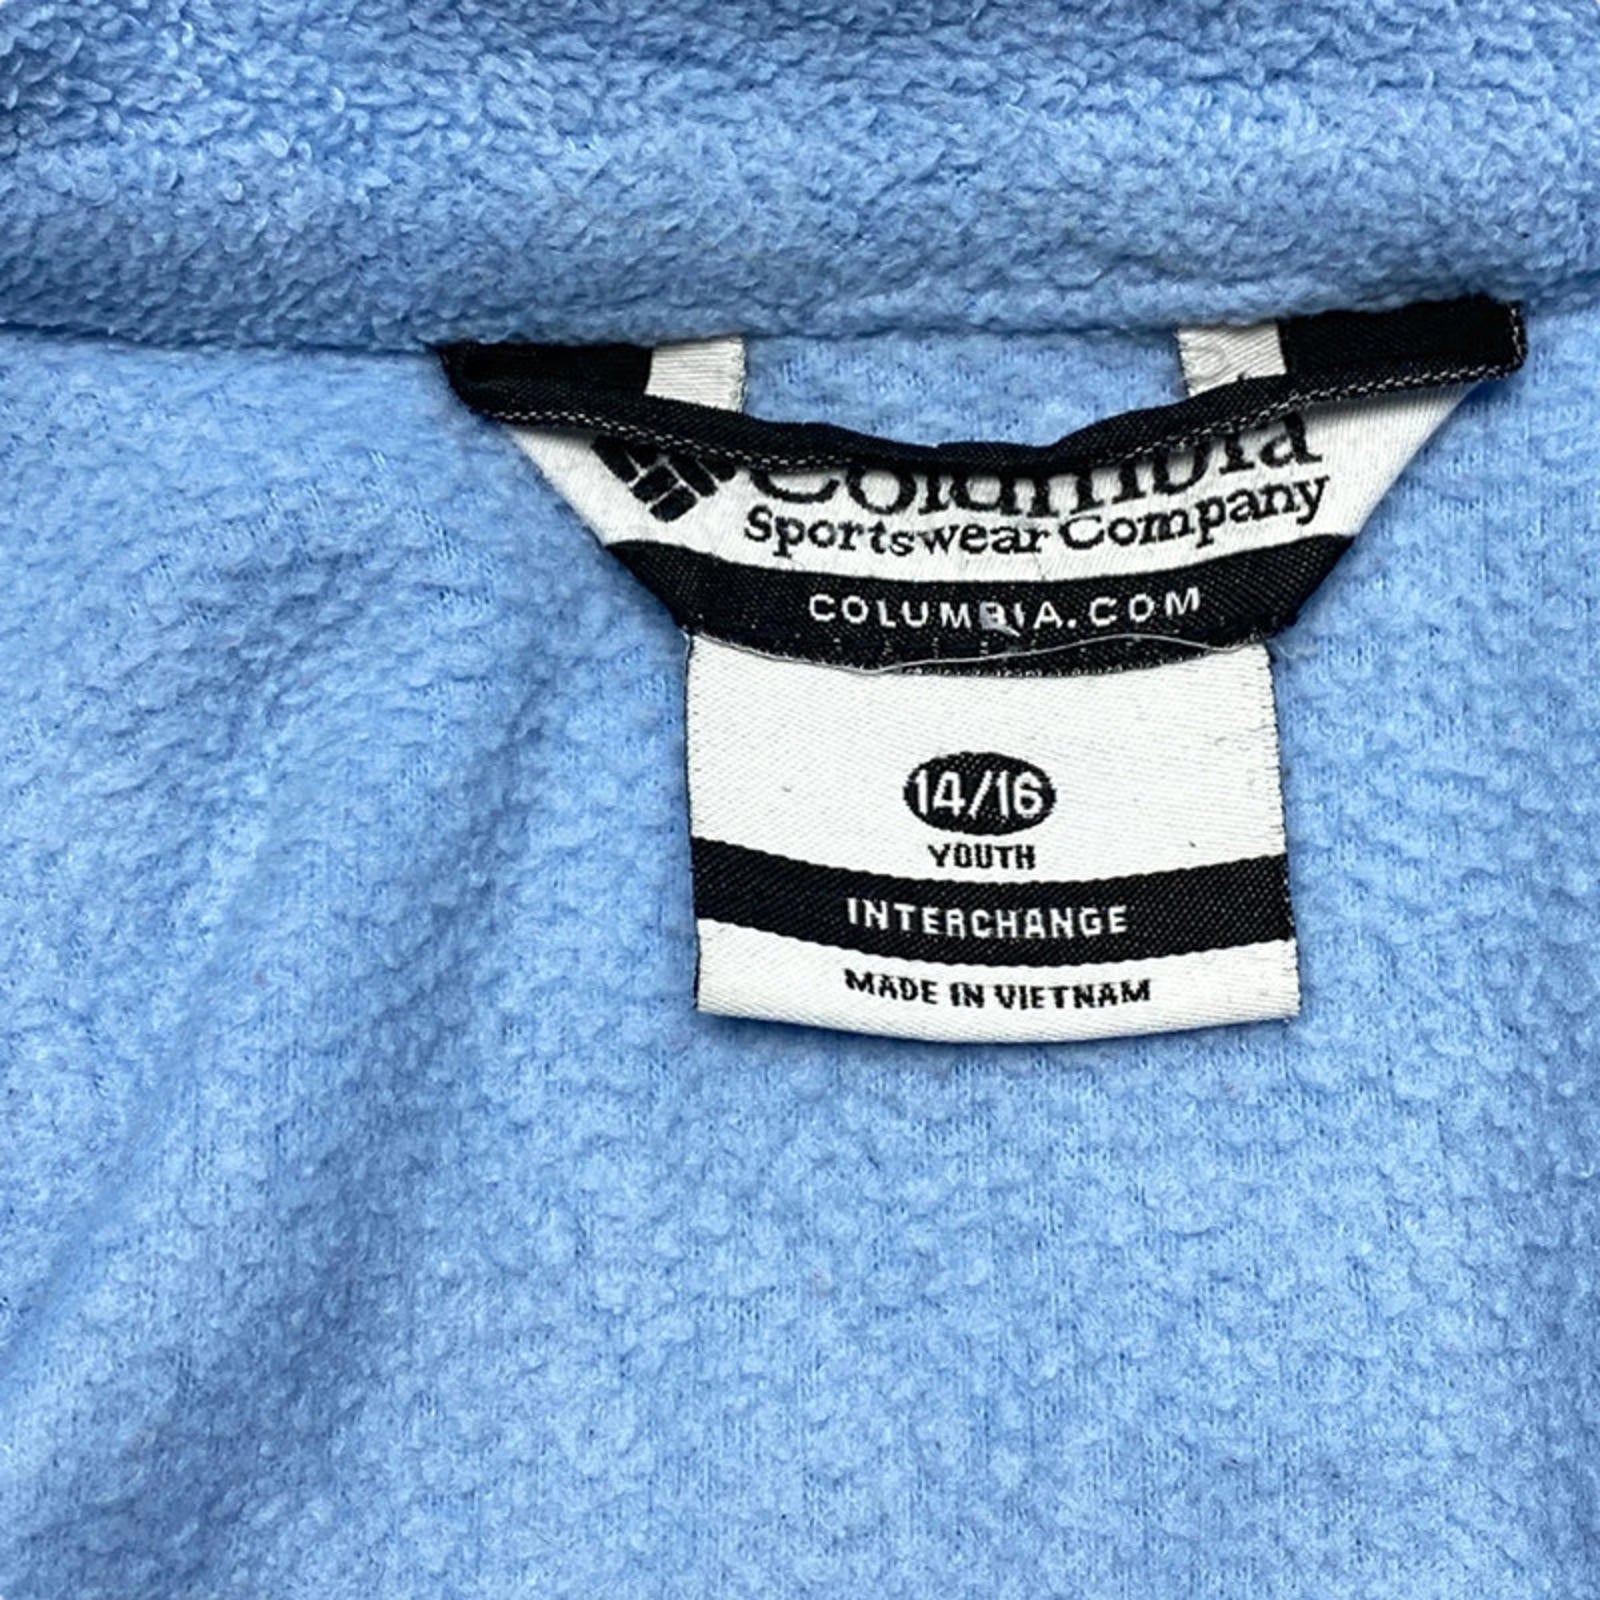 Columbia
Sportswear Company
COLUMBIA.COM
14/16
YOUTH
INTERCHANGE
MADE IN VIETNAM